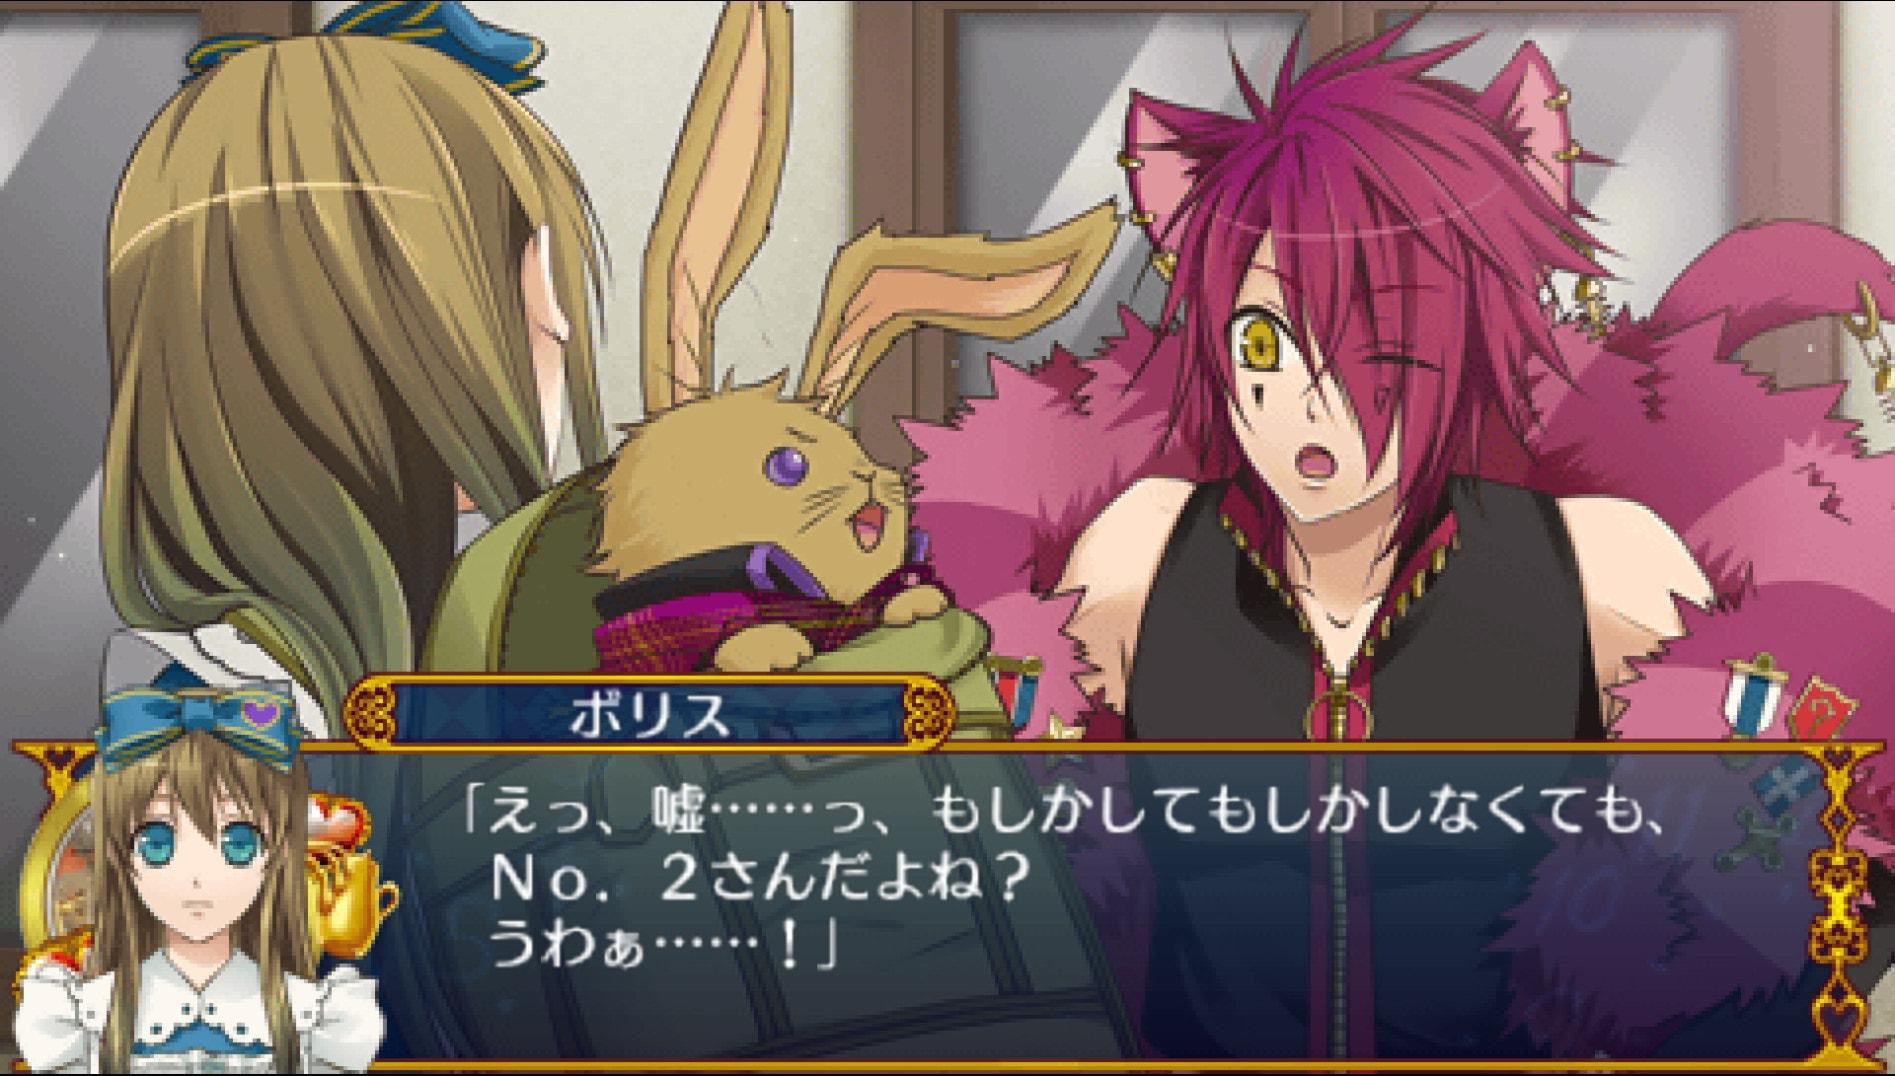 ボリス
「えっ、嘘……っ、もしかしてもしかしなくても、
Ｎｏ．２さんだよね？
うわぁ……！」